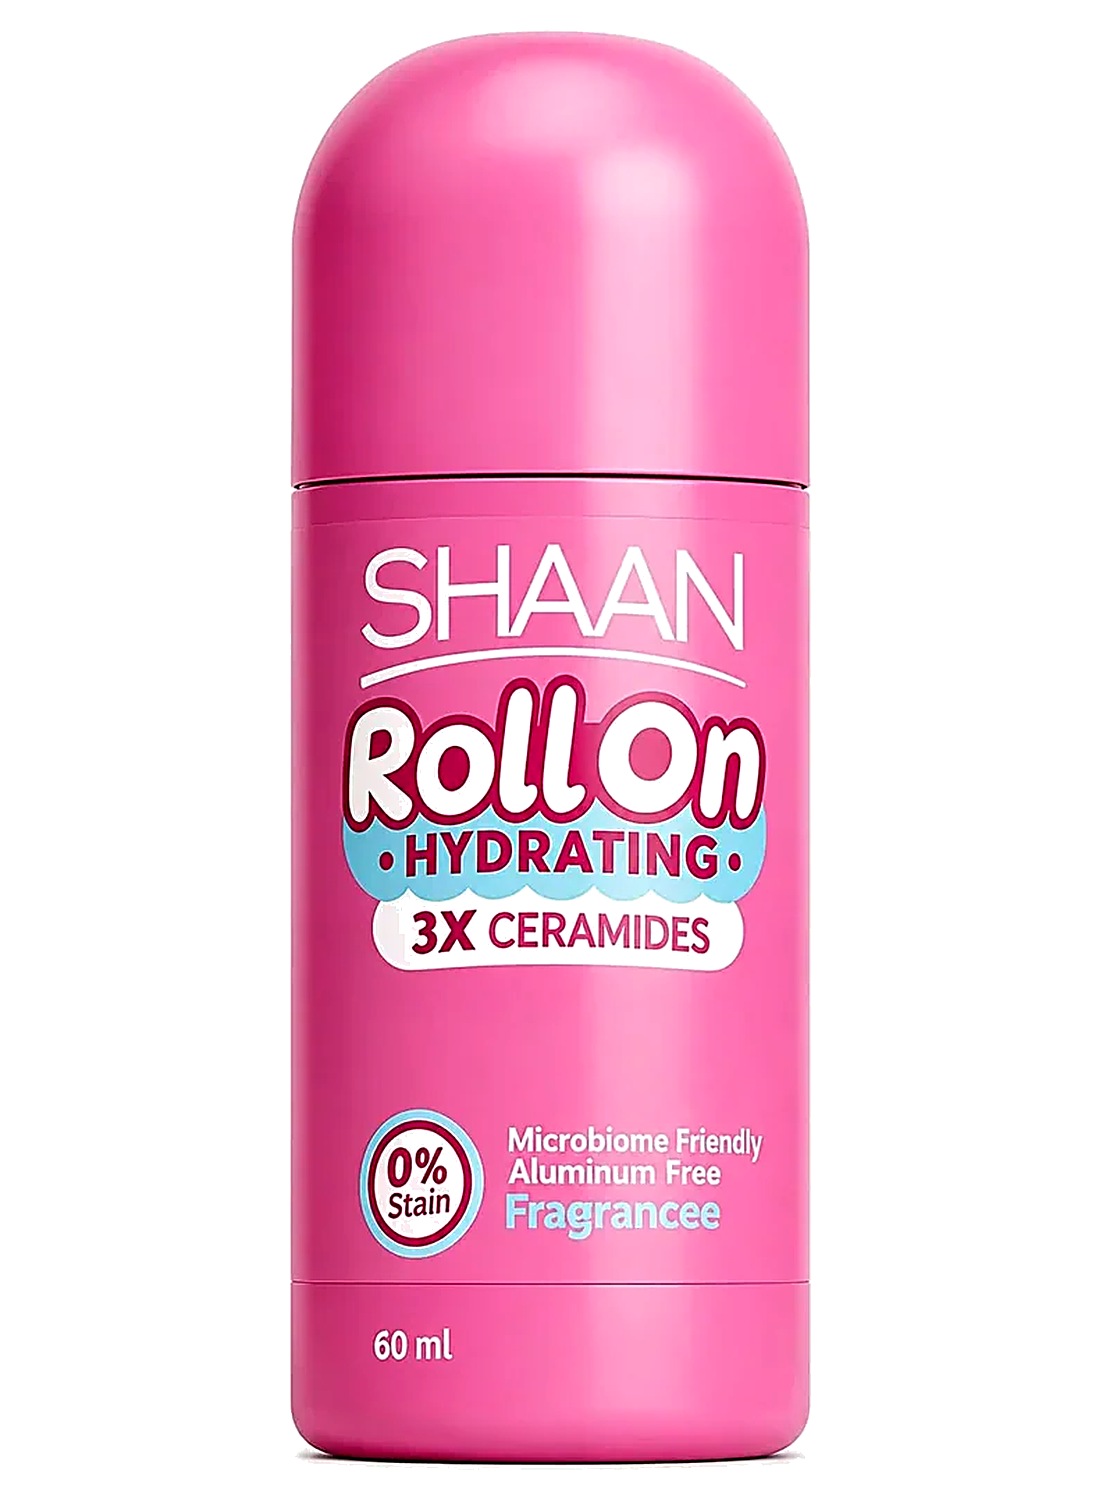 SHAAN
Roll On
• HYDRATING •
3X CERAMIDES
0%
Stain
Microbiome Friendly
Aluminum Free
Fragrancee
60 ml